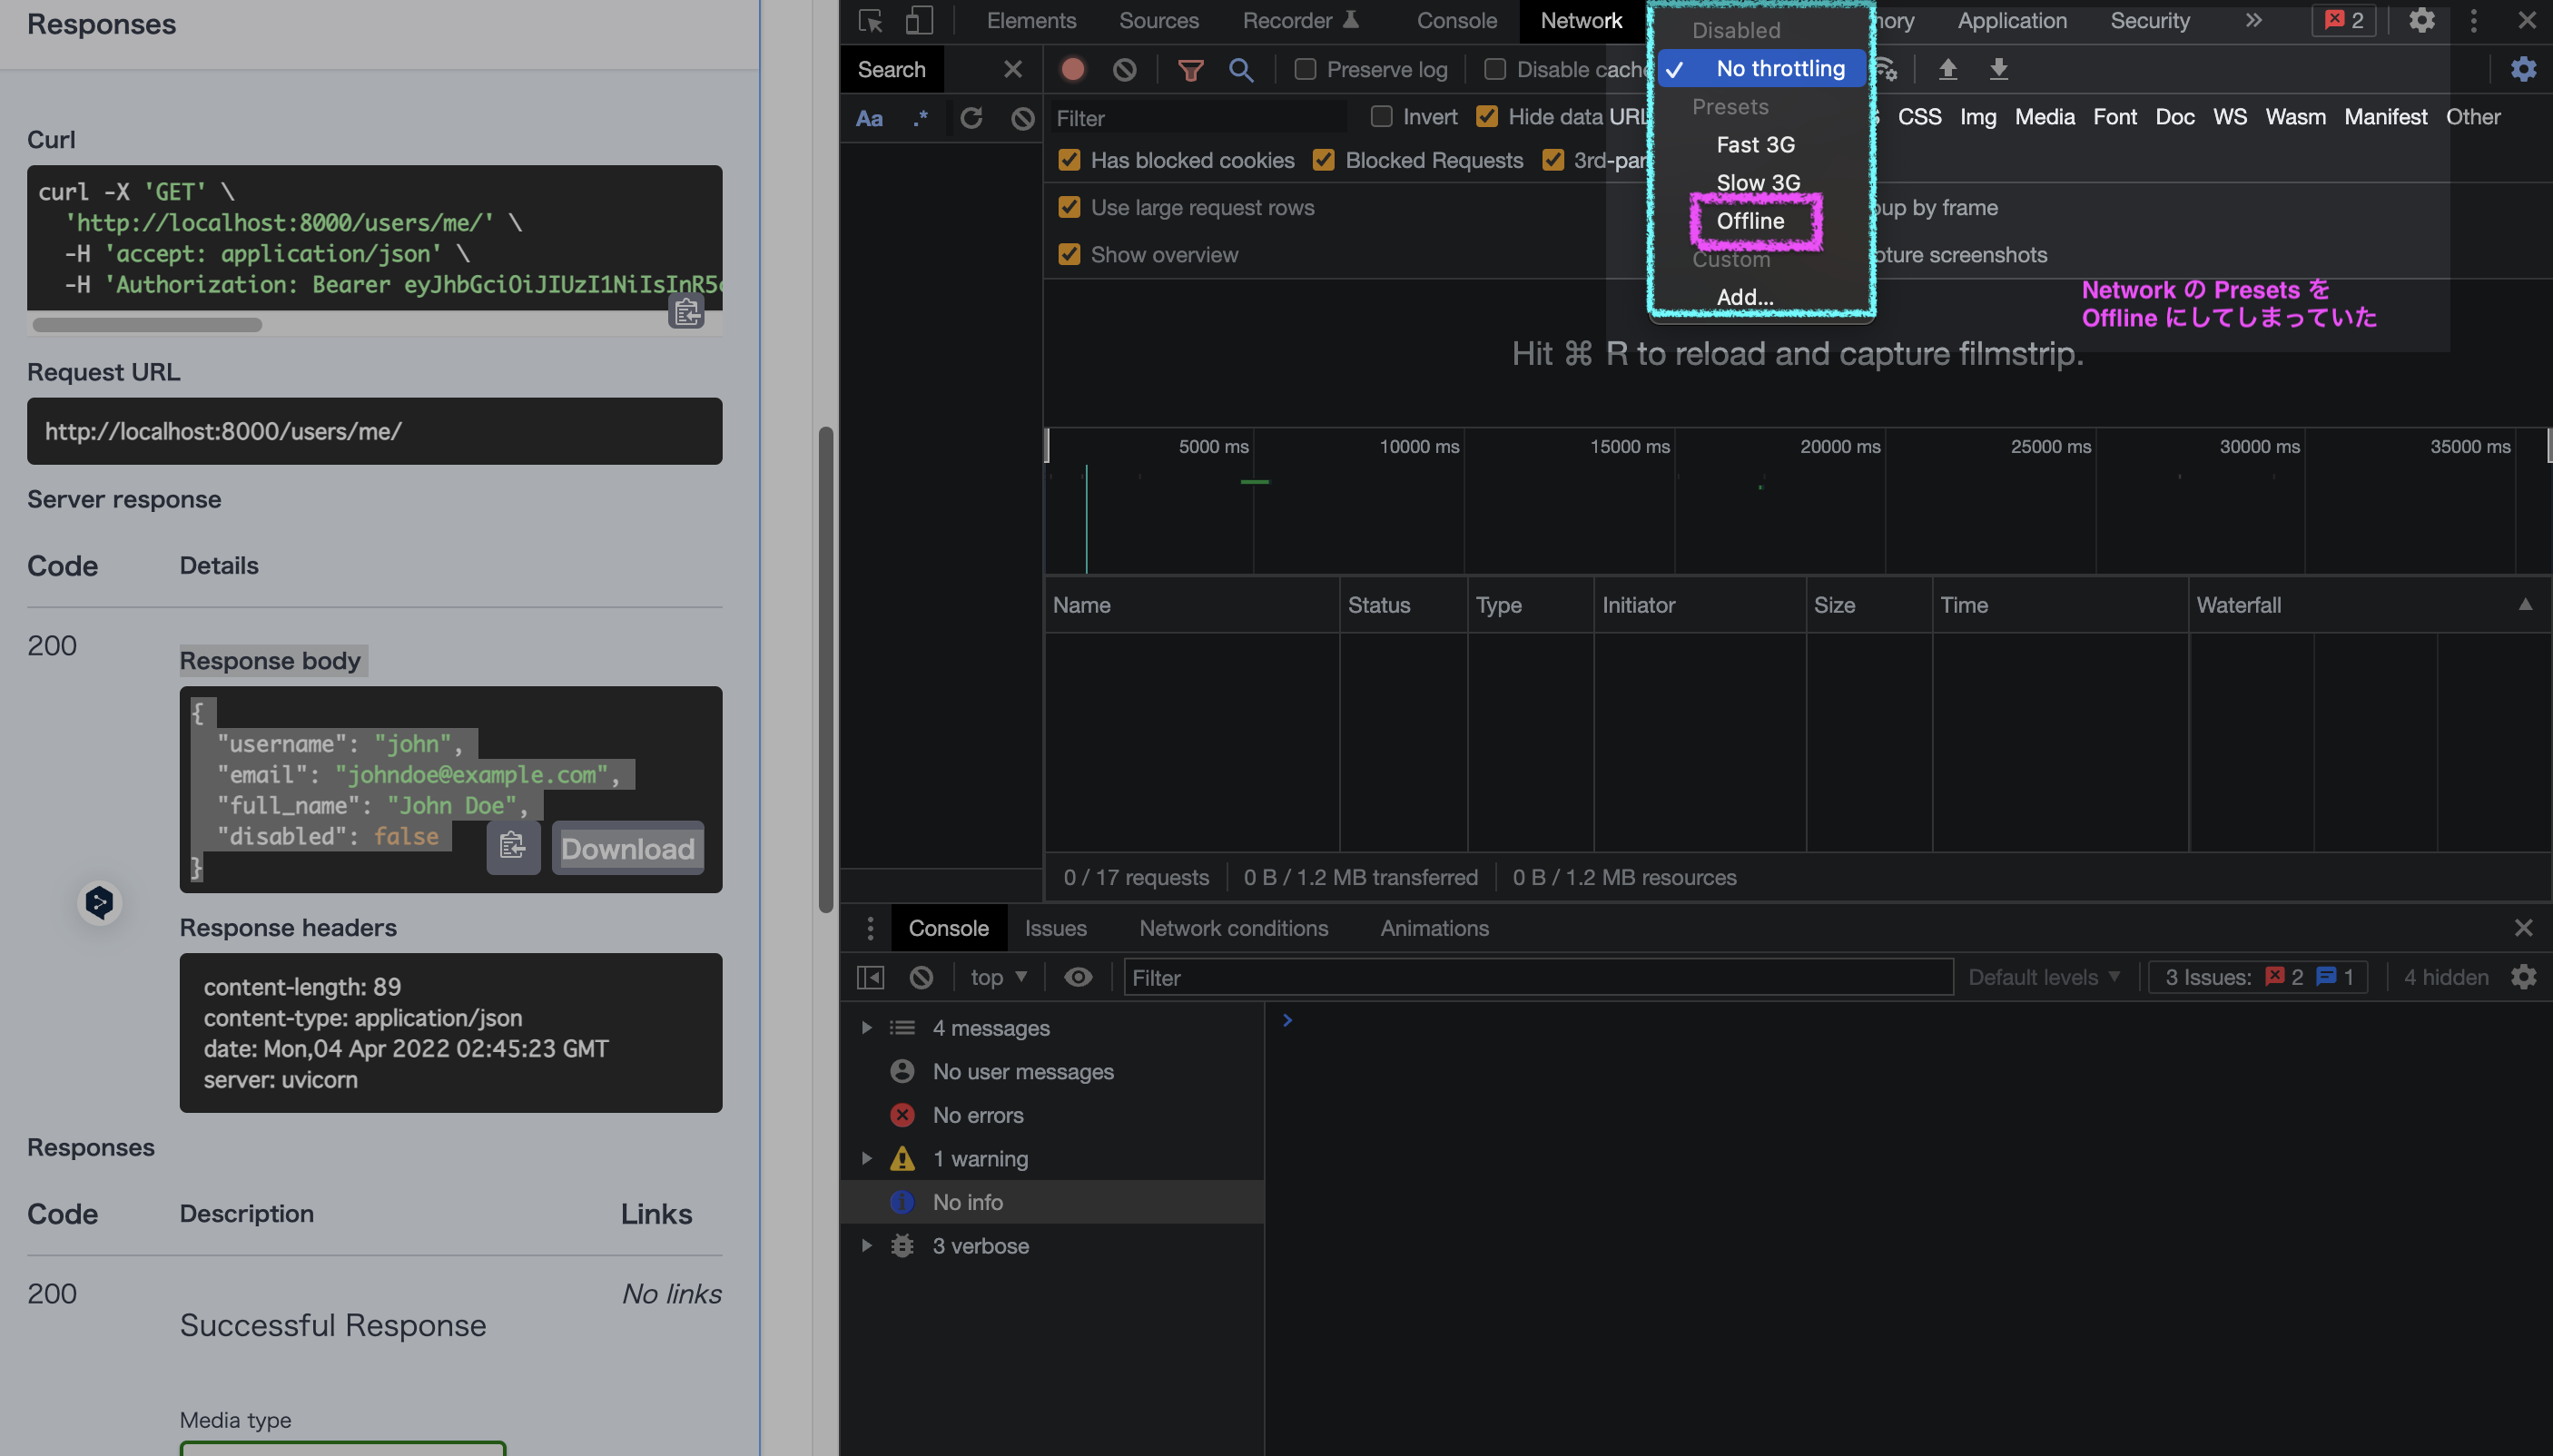 Responses
Curl
curl -X 'GET' \
'http://localhost:8000/users/me/' \
-H 'accept: application/json' \
-H 'Authorization: Bearer eyJhbGciOiJIUzI1NiIsInR5c
Request URL
http://localhost:8000/users/me/
Server response
Code Details
200
Response body
{
"username": "john",
"email": "johndoe@example.com",
"full_name": "John Doe",
"disabled": false
}
Download
Response headers
content-length: 89
content-type: application/json
date: Mon,04 Apr 2022 02:45:23 GMT
server: uvicorn
Responses
Code Description Links
200 No links
Successful Response
Media type
Elements Sources Recorder Console Network Application Security » 2
Search
Preserve log Disable cache
Aa .*
Filter Invert Hide data URL CSS Img Media Font Doc WS Wasm Manifest Other
Has blocked cookies Blocked Requests 3rd-par
Use large request rows
Show overview
Disabled
No throttling
Presets
Fast 3G
Slow 3G
Offline
Custom
Add...
oup by frame
pture screenshots
Network の Presets を
Offline にしてしまっていた
Hit ⌘ R to reload and capture filmstrip.
5000 ms 10000 ms 15000 ms 20000 ms 25000 ms 30000 ms 35000 ms
Name Status Type Initiator Size Time Waterfall
0 / 17 requests 0 B / 1.2 MB transferred 0 B / 1.2 MB resources
Console Issues Network conditions Animations
top Filter Default levels 3 Issues: 2 1 4 hidden
4 messages
No user messages
No errors
1 warning
No info
3 verbose